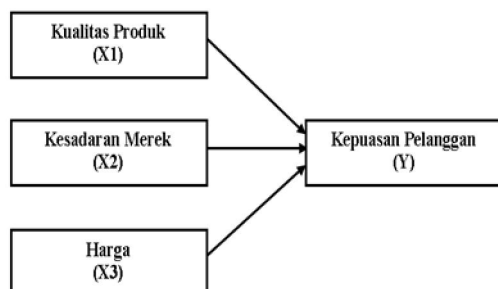 Kualitas Produk
(X1)
Kesadaran Merek
(X2)
Kepuasan Pelanggan
(Y)
Harga
(X3)